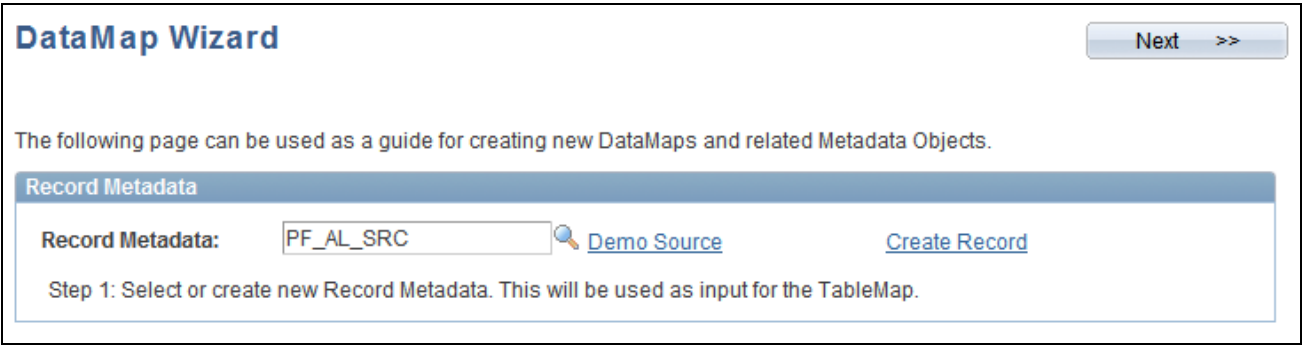 DataMap Wizard
Next >>
The following page can be used as a guide for creating new DataMaps and related Metadata Objects.
Record Metadata
Record Metadata: PF_AL_SRC Demo Source Create Record
Step 1: Select or create new Record Metadata. This will be used as input for the TableMap.